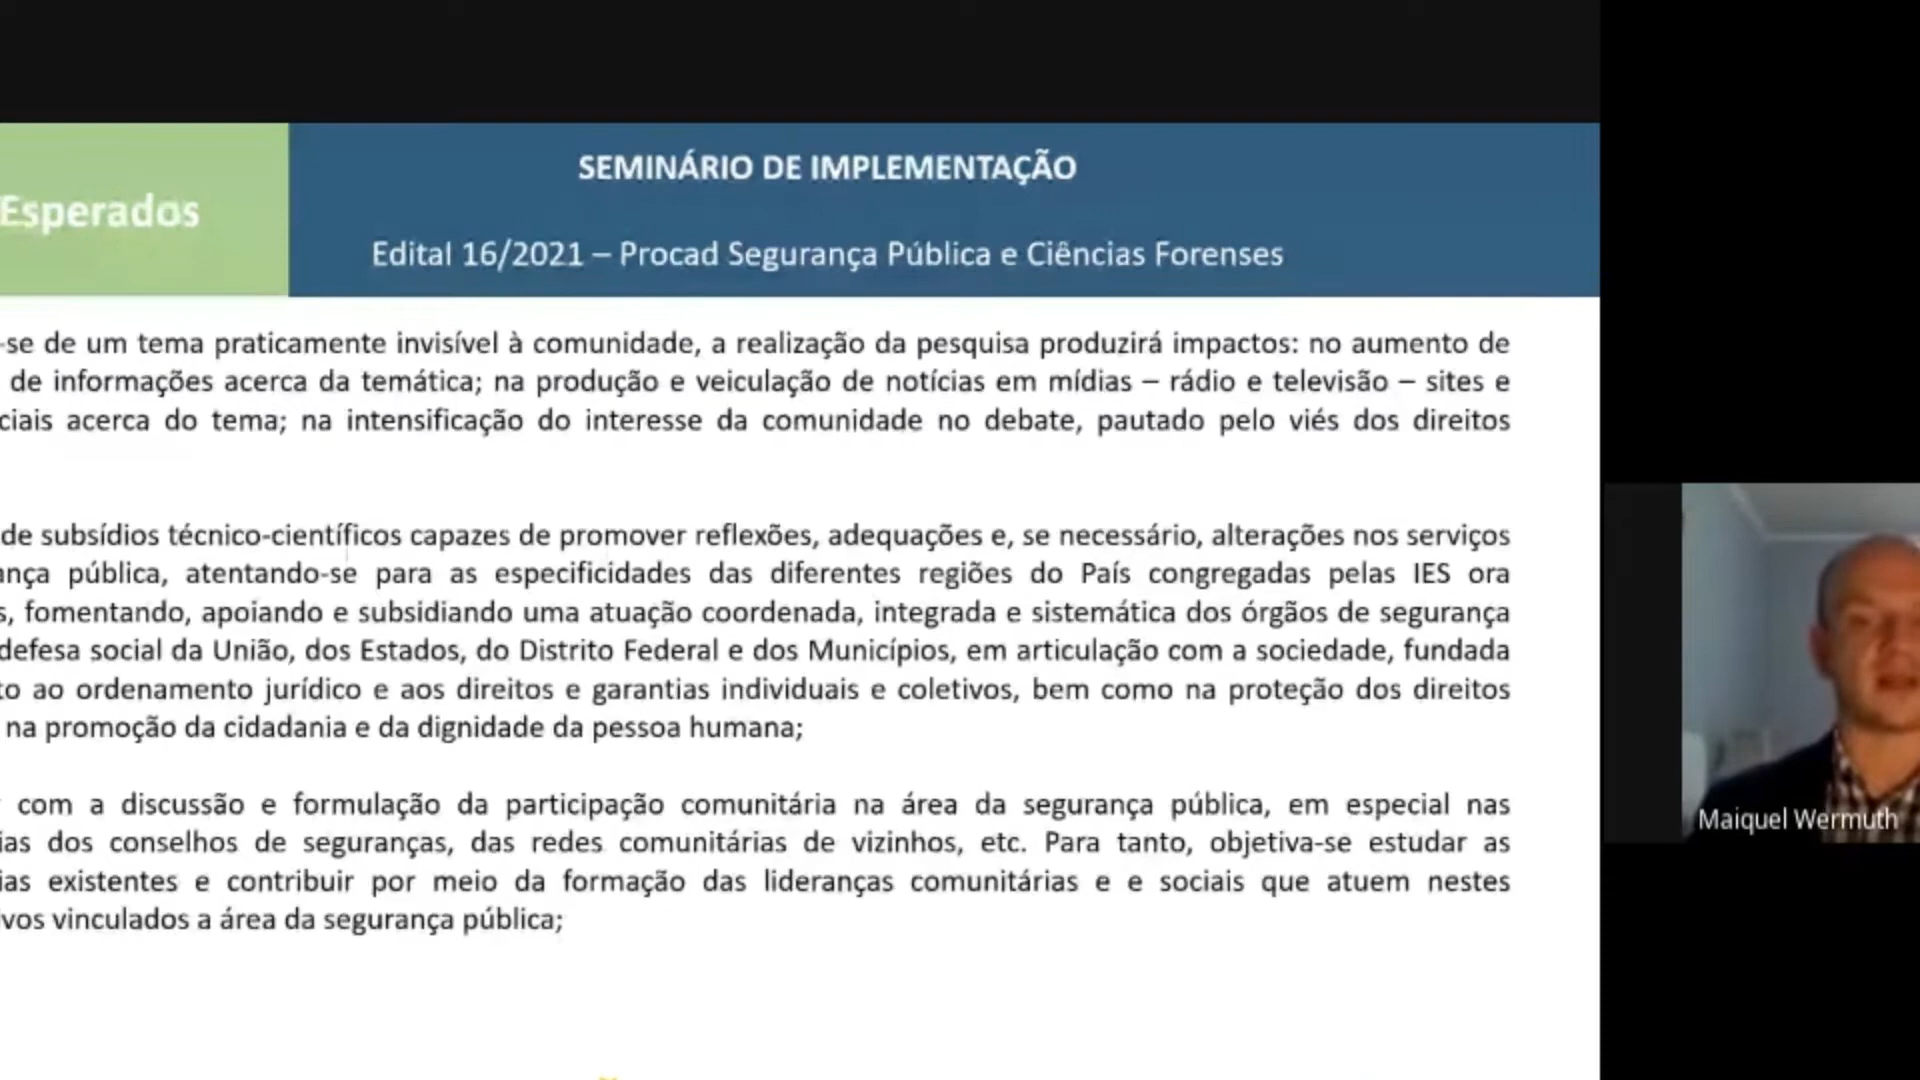 SEMINÁRIO DE IMPLEMENTAÇÃO
Esperados
Edital 16/2021 – Procad Segurança Pública e Ciências Forenses
-se de um tema praticamente invisível à comunidade, a realização da pesquisa produzirá impactos: no aumento de
de informações acerca da temática; na produção e veiculação de notícias em mídias – rádio e televisão – sites e
ciais acerca do tema; na intensificação do interesse da comunidade no debate, pautado pelo viés dos direitos
de subsídios técnico-científicos capazes de promover reflexões, adequações e, se necessário, alterações nos serviços
ança pública, atentando-se para as especificidades das diferentes regiões do País congregadas pelas IES ora
s, fomentando, apoiando e subsidiando uma atuação coordenada, integrada e sistemática dos órgãos de segurança
defesa social da União, dos Estados, do Distrito Federal e dos Municípios, em articulação com a sociedade, fundada
to ao ordenamento jurídico e aos direitos e garantias individuais e coletivos, bem como na proteção dos direitos
na promoção da cidadania e da dignidade da pessoa humana;
com a discussão e formulação da participação comunitária na área da segurança pública, em especial nas
ias dos conselhos de seguranças, das redes comunitárias de vizinhos, etc. Para tanto, objetiva-se estudar as
ias existentes e contribuir por meio da formação das lideranças comunitárias e e sociais que atuem nestes
ivos vinculados a área da segurança pública;
Maiquel Wermuth